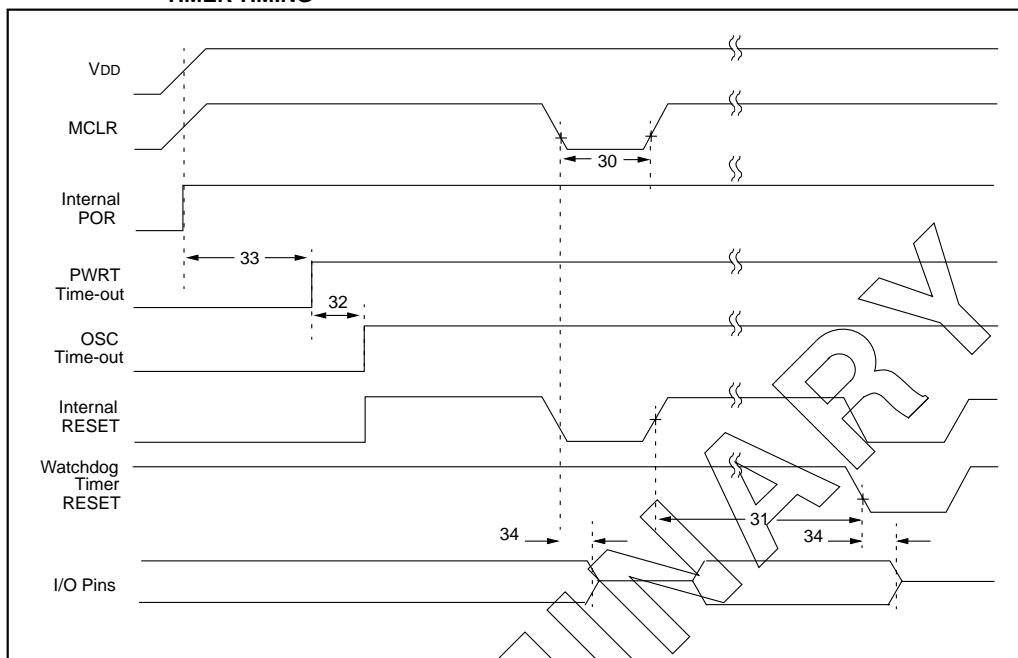 TIMER TIMING
VDD
MCLR
30
Internal
POR
33
PWRT
Time-out
32
OSC
Time-out
Internal
RESET
Watchdog
Timer
RESET
31
34
34
I/O Pins
INARY